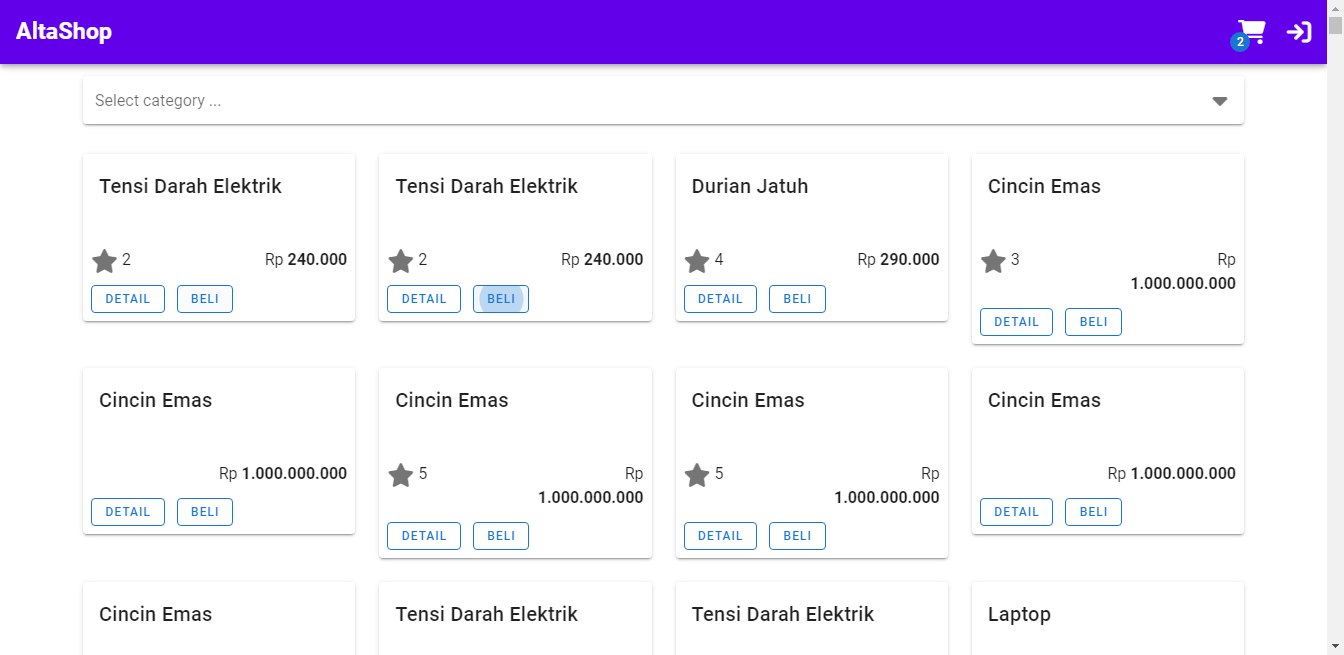 AltaShop
2
Select category ...
Tensi Darah Elektrik
2
Rp 240.000
DETAIL
BELI
Tensi Darah Elektrik
2
Rp 240.000
DETAIL
BELI
Durian Jatuh
4
Rp 290.000
DETAIL
BELI
Cincin Emas
3
Rp
1.000.000.000
DETAIL
BELI
Cincin Emas
Rp 1.000.000.000
DETAIL
BELI
Cincin Emas
5
Rp
1.000.000.000
DETAIL
BELI
Cincin Emas
5
Rp
1.000.000.000
DETAIL
BELI
Cincin Emas
Rp 1.000.000.000
DETAIL
BELI
Cincin Emas
Tensi Darah Elektrik
Tensi Darah Elektrik
Laptop